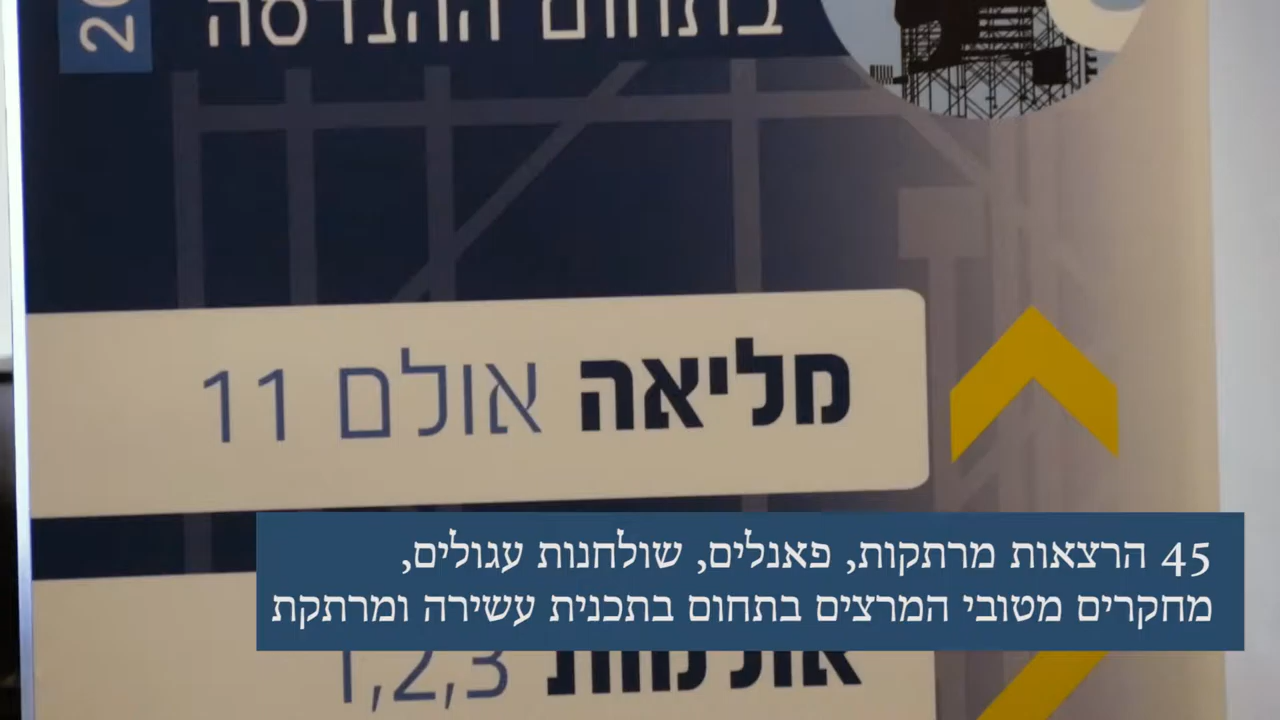 בתחום ההנדסה
20
מליאה אולם 11
45 הרצאות מרתקות, פאנלים, שולחנות עגולים,
מחקרים מטובי המרצים בתחום בתכנית עשירה ומרתקת
1,2,3